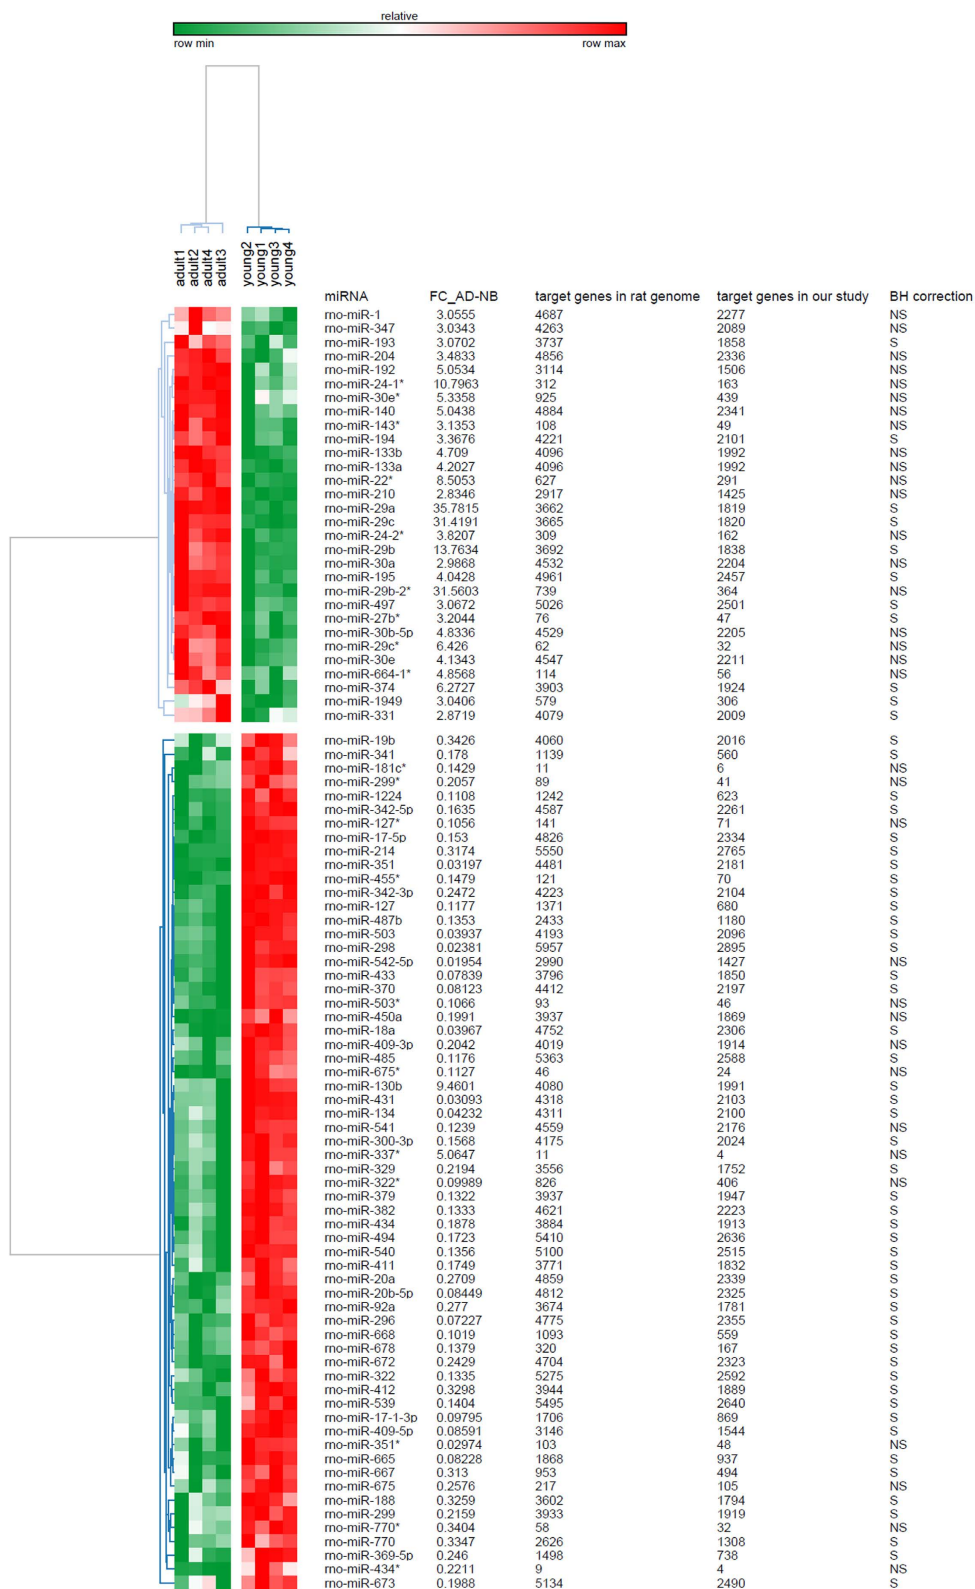 relative
row min row max
adult1 adult2 adult4 adult3 young2 young1 young3 young4
miRNA FC_AD-NB target genes in rat genome target genes in our study BH correction
rno-miR-1 3.0555 4687 2277 NS
rno-miR-347 3.0343 4263 2089 NS
rno-miR-193 3.0702 3737 1858 S
rno-miR-204 3.4833 4856 2336 NS
rno-miR-192 5.0534 3114 1506 NS
rno-miR-24-1* 10.7963 312 163 NS
rno-miR-30e* 5.3358 925 439 NS
rno-miR-140 5.0438 4884 2341 NS
rno-miR-143* 3.1353 108 49 NS
rno-miR-194 3.3676 4221 2101 S
rno-miR-133b 4.709 4096 1992 NS
rno-miR-133a 4.2027 4096 1992 NS
rno-miR-22* 8.5053 627 291 NS
rno-miR-210 2.8346 2917 1425 NS
rno-miR-29a 35.7815 3662 1819 S
rno-miR-29c 31.4191 3665 1820 S
rno-miR-24-2* 3.8207 309 162 NS
rno-miR-29b 13.7634 3692 1838 S
rno-miR-30a 2.9868 4532 2204 NS
rno-miR-195 4.0428 4961 2457 S
rno-miR-29b-2* 31.5603 739 364 NS
rno-miR-497 3.0672 5026 2501 S
rno-miR-27b* 3.2044 76 47 S
rno-miR-30b-5p 4.8336 4529 2205 NS
rno-miR-29c* 6.426 62 32 NS
rno-miR-30e 4.1343 4547 2211 NS
rno-miR-664-1* 4.8568 114 56 NS
rno-miR-374 6.2727 3903 1924 S
rno-miR-1949 3.0406 579 306 S
rno-miR-331 2.8719 4079 2009 S
rno-miR-19b 0.3426 4060 2016 S
rno-miR-341 0.178 1139 560 S
rno-miR-181c* 0.1429 11 6 NS
rno-miR-299* 0.2057 89 41 NS
rno-miR-1224 0.1108 1242 623 S
rno-miR-342-5p 0.1635 4587 2261 S
rno-miR-127* 0.1056 141 71 NS
rno-miR-17-5p 0.153 4826 2334 S
rno-miR-214 0.3174 5550 2765 S
rno-miR-351 0.03197 4481 2181 S
rno-miR-455* 0.1479 121 70 S
rno-miR-342-3p 0.2472 4223 2104 S
rno-miR-127 0.1177 1371 680 S
rno-miR-487b 0.1353 2433 1180 S
rno-miR-503 0.03937 4193 2096 S
rno-miR-298 0.02381 5957 2895 S
rno-miR-542-5p 0.01954 2990 1427 NS
rno-miR-433 0.07839 3796 1850 S
rno-miR-370 0.08123 4412 2197 S
rno-miR-503* 0.1066 93 46 NS
rno-miR-450a 0.1991 3937 1869 NS
rno-miR-18a 0.03967 4752 2306 S
rno-miR-409-3p 0.2042 4019 1914 NS
rno-miR-485 0.1176 5363 2588 S
rno-miR-675* 0.1127 46 24 NS
rno-miR-130b 9.4601 4080 1991 S
rno-miR-431 0.03093 4318 2103 S
rno-miR-134 0.04232 4311 2100 S
rno-miR-541 0.1239 4559 2176 NS
rno-miR-300-3p 0.1568 4175 2024 S
rno-miR-337* 5.0647 11 4 NS
rno-miR-329 0.2194 3556 1752 S
rno-miR-322* 0.09989 826 406 NS
rno-miR-379 0.1322 3937 1947 S
rno-miR-382 0.1333 4621 2223 S
rno-miR-434 0.1878 3884 1913 S
rno-miR-494 0.1723 5410 2636 S
rno-miR-540 0.1356 5100 2515 S
rno-miR-411 0.1749 3771 1832 S
rno-miR-20a 0.2709 4859 2339 S
rno-miR-20b-5p 0.08449 4812 2325 S
rno-miR-92a 0.277 3674 1781 S
rno-miR-296 0.07227 4775 2355 S
rno-miR-668 0.1019 1093 559 S
rno-miR-678 0.1379 320 167 S
rno-miR-672 0.2429 4704 2323 S
rno-miR-322 0.1335 5275 2592 S
rno-miR-412 0.3298 3944 1889 S
rno-miR-539 0.1404 5495 2640 S
rno-miR-17-1-3p 0.09795 1706 869 S
rno-miR-409-5p 0.08591 3146 1544 S
rno-miR-351* 0.02974 103 48 NS
rno-miR-665 0.08228 1868 937 S
rno-miR-667 0.313 953 494 S
rno-miR-675 0.2576 217 105 NS
rno-miR-188 0.3259 3602 1794 S
rno-miR-299 0.2159 3933 1919 S
rno-miR-770* 0.3404 58 32 NS
rno-miR-770 0.3347 2626 1308 S
rno-miR-369-5p 0.246 1498 738 S
rno-miR-434* 0.2211 9 4 NS
rno-miR-673 0.1988 5134 2490 S